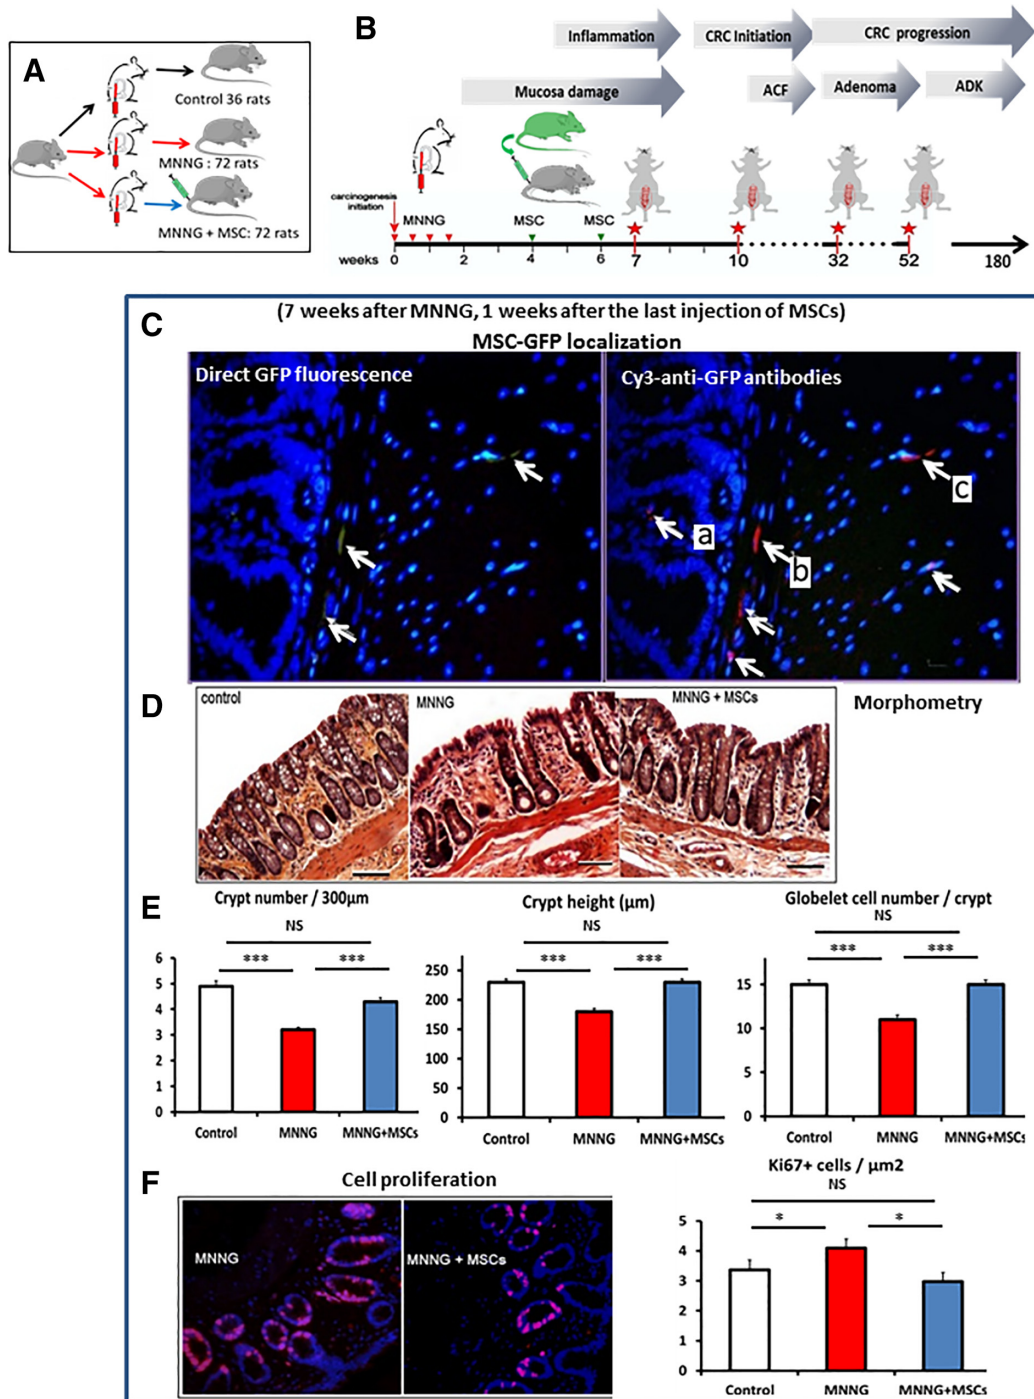 A
Control 36 rats
MNNG : 72 rats
MNNG + MSC: 72 rats
B
Inflammation
CRC Initiation
CRC progression
Mucosa damage
ACF
Adenoma
ADK
carcinogenesis
initiation
MNNG
MSC
MSC
weeks
0
2
4
6
7
10
32
52
180
(7 weeks after MNNG, 1 weeks after the last injection of MSCs)
C
MSC-GFP localization
Direct GFP fluorescence
Cy3-anti-GFP antibodies
a
b
c
D
control
MNNG
MNNG + MSCs
Morphometry
E
Crypt number / 300µm
NS
***
***
6
5
4
3
2
1
0
Control
MNNG
MNNG+MSCs
Crypt height (µm)
NS
***
***
250
200
150
100
50
0
Control
MNNG
MNNG+MSCs
Globelet cell number / crypt
NS
***
***
15
10
5
0
Control
MNNG
MNNG+MSCs
F
Cell proliferation
MNNG
MNNG + MSCs
Ki67+ cells / µm2
NS
*
*
5
4
3
2
1
0
Control
MNNG
MNNG+MSCs